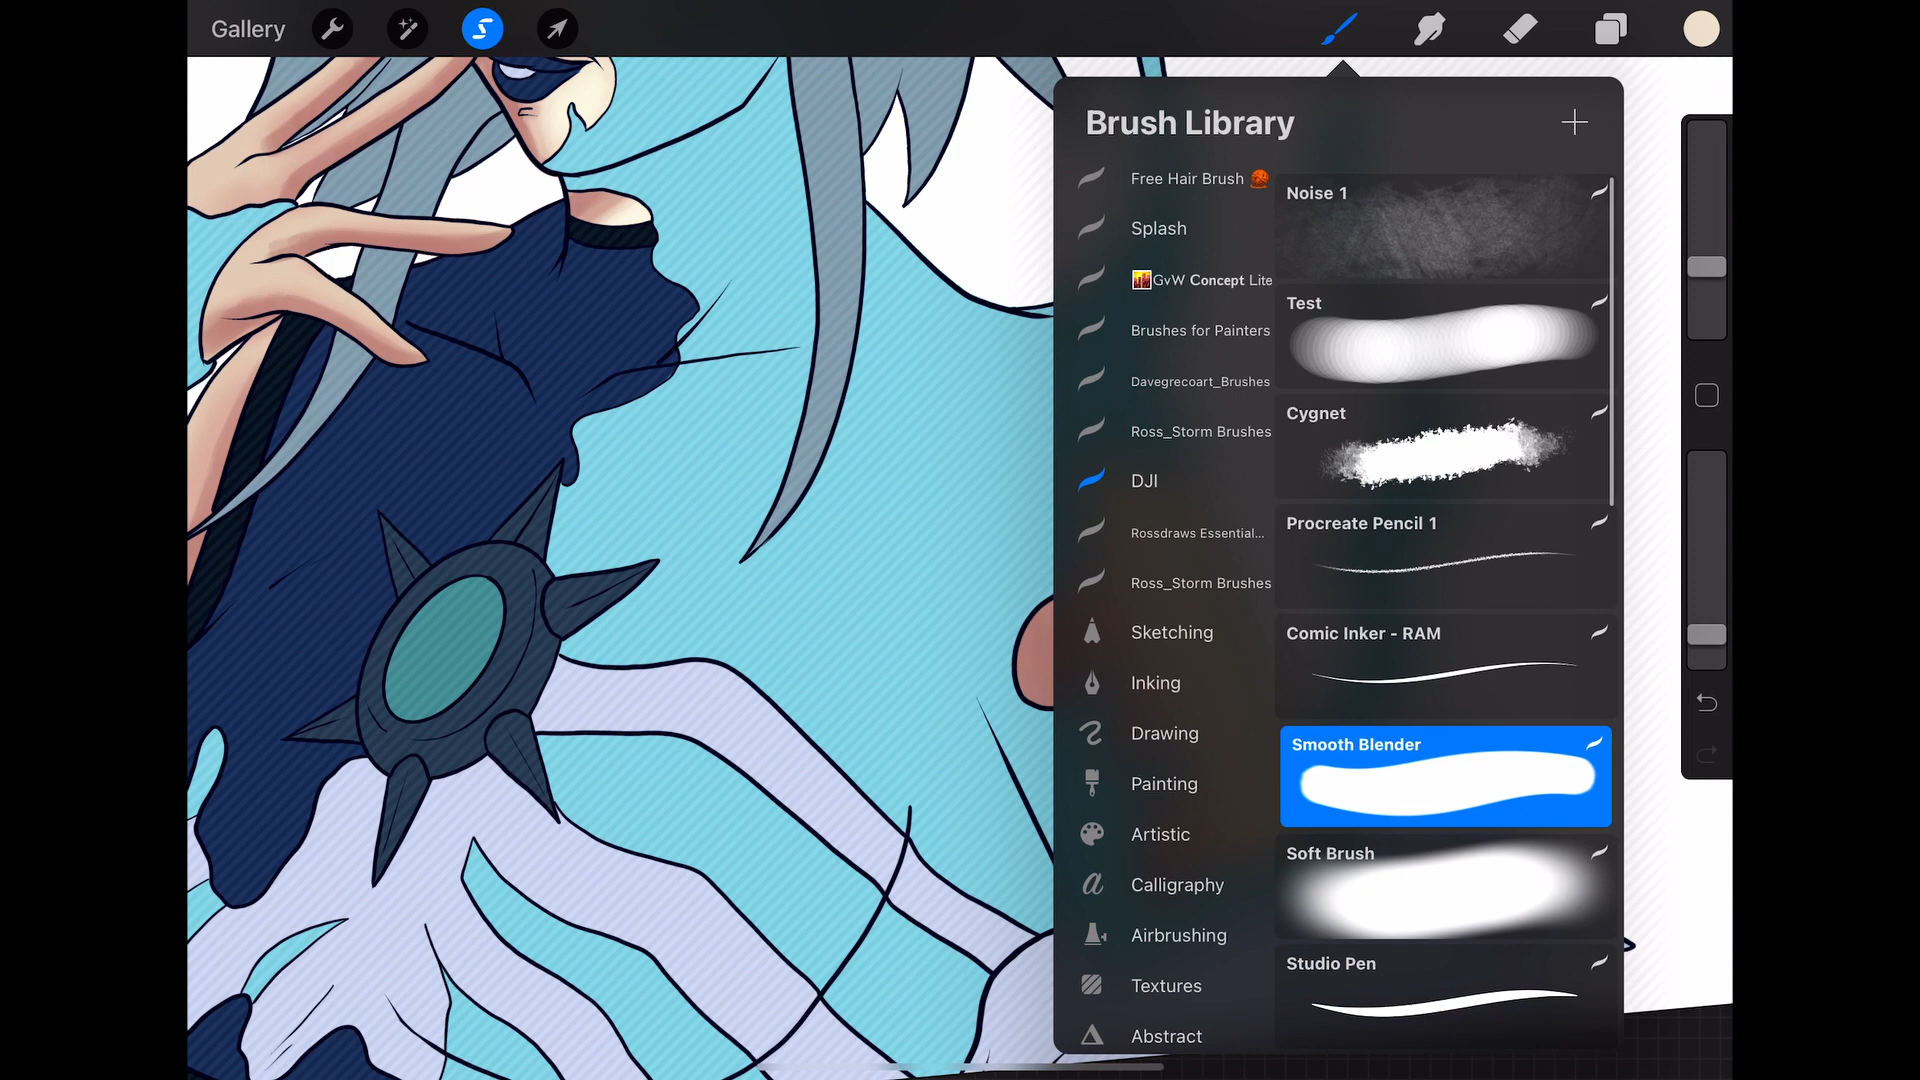 Gallery
Brush Library
Free Hair Brush
Splash
GvW Concept Lite
Brushes for Painters
Davegrecoart_Brushes
Ross_Storm Brushes
DJI
Rossdraws Essential...
Ross_Storm Brushes
Sketching
Inking
Drawing
Painting
Artistic
Calligraphy
Airbrushing
Textures
Abstract
Noise 1
Test
Cygnet
Procreate Pencil 1
Comic Inker - RAM
Smooth Blender
Soft Brush
Studio Pen